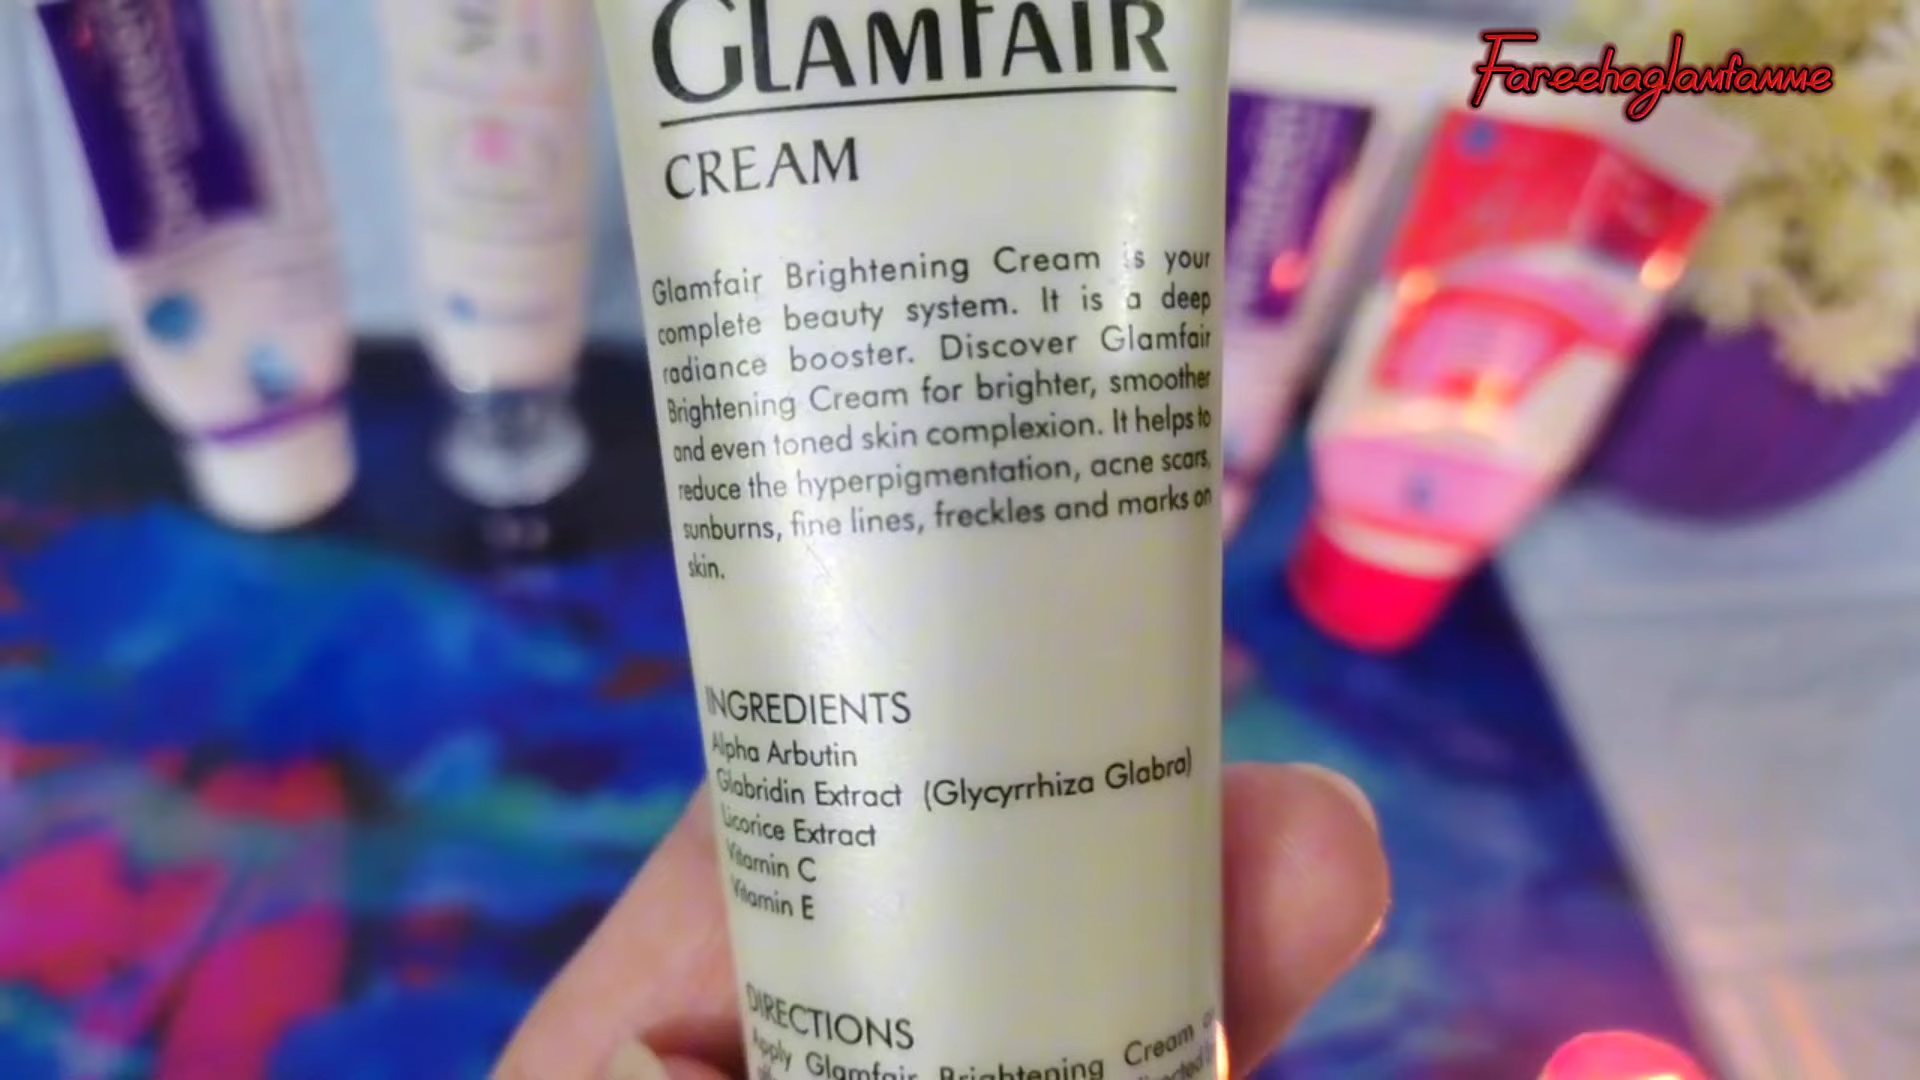 GLAMFAIR
Fareehaglamfamme
CREAM
Glamfair Brightening Cream is your
complete beauty system. It is a deep
radiance booster. Discover Glamfair
Brightening Cream for brighter, smoother
and even toned skin complexion. It helps to
reduce the hyperpigmentation, acne scars,
sunburns, fine lines, freckles and marks on
skin.
INGREDIENTS
Alpha Arbutin
Glabridin Extract (Glycyrrhiza Glabra)
Licorice Extract
Vitamin C
Vitamin E
DIRECTIONS
Apply Glamfair Brightening Cream